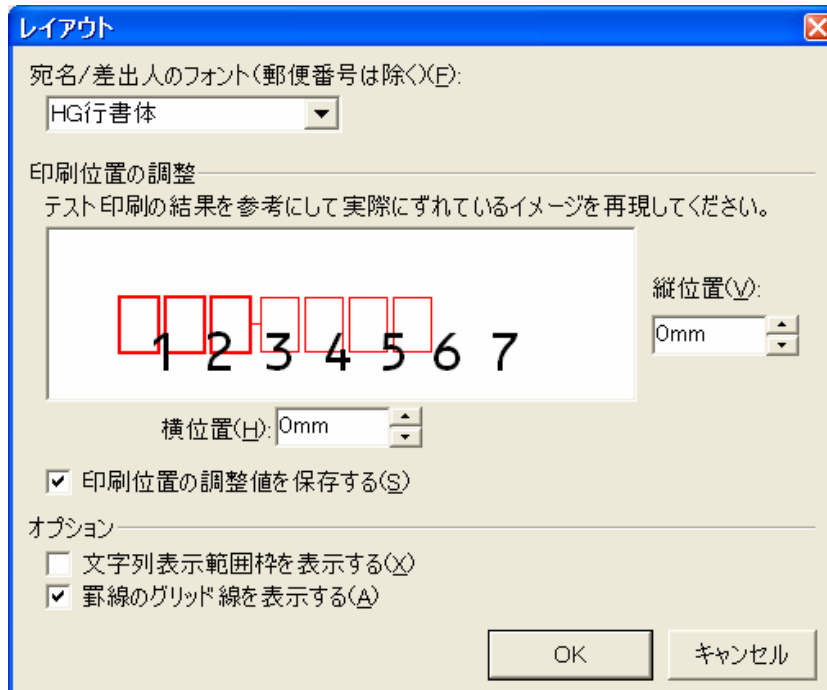 レイアウト
宛名/差出人のフォント(郵便番号は除く)(F):
HG行書体
印刷位置の調整
テスト印刷の結果を参考にして実際にずれているイメージを再現してください。
1 2 3 4 5 6 7
縦位置(V):
0mm
横位置(H): 0mm
印刷位置の調整値を保存する(S)
オプション
文字列表示範囲枠を表示する(X)
罫線のグリッド線を表示する(A)
OK キャンセル